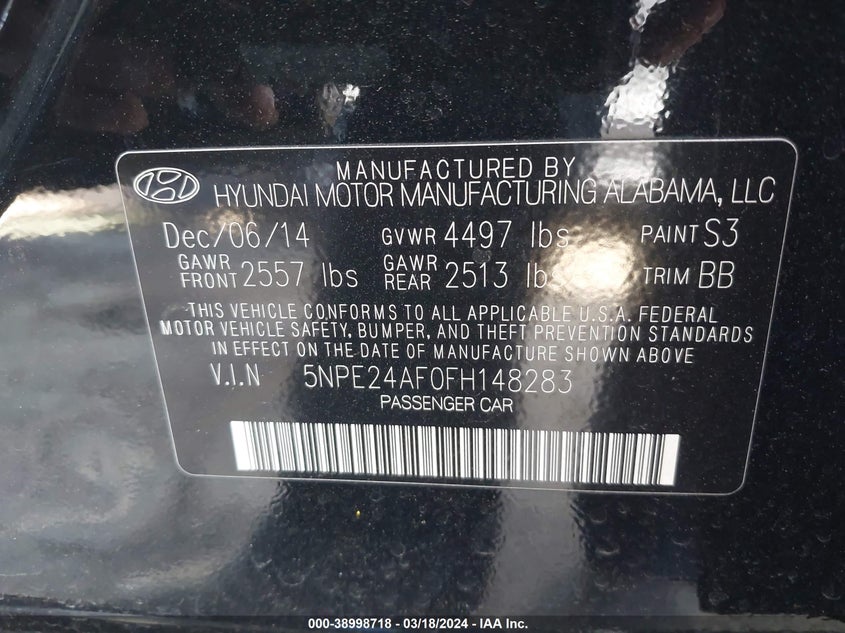 MANUFACTURED BY
HYUNDAI MOTOR MANUFACTURING ALABAMA, LLC
Dec/06/14 GVWR 4497 lbs PAINT S3
GAWR FRONT 2557 lbs GAWR REAR 2513 lbs TRIM BB
THIS VEHICLE CONFORMS TO ALL APPLICABLE U.S.A. FEDERAL
MOTOR VEHICLE SAFETY, BUMPER, AND THEFT PREVENTION STANDARDS
IN EFFECT ON THE DATE OF MANUFACTURE SHOWN ABOVE
V.I.N 5NPE24AF0FH148283
PASSENGER CAR
000-38998718 - 03/18/2024 - IAA Inc.